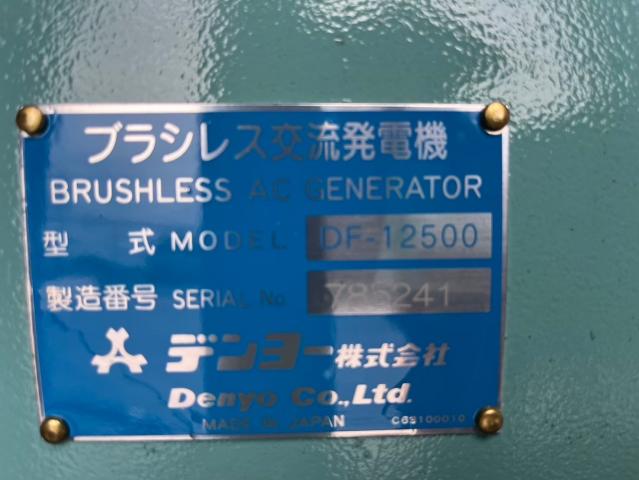 ブラシレス交流発電機
BRUSHLESS AC GENERATOR
型 式 MODEL DF-12500
製造番号 SERIAL No 785241
デンヨー株式会社
Denyo Co.,Ltd.
MADE IN JAPAN C69100010